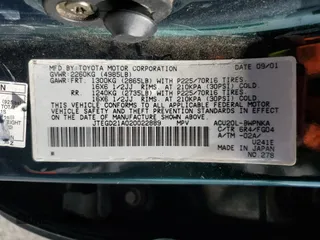 MFD.BY:TOYOTA MOTOR CORPORATION DATE 09/01
GVWR:2260KG (4985LB)
GAWR:FRT 1300KG (2865LB) WITH P225/70R16 TIRES,
16X6 1/2JJ RIMS AT 210KPA (30PSI) COLD
RR 1240KG (2735LB) WITH P225/70R16 TIRES,
16X6 1/2JJ RIMS AT 210KPA (30PSI) COLD
THIS VEHICLE CONFORMS TO ALL APPLICABLE
FEDERAL MOTOR VEHICLE SAFETY STANDARDS IN
EFFECT ON THE DATE OF MANUFACTURE SHOWN
ABOVE.
JTEGD21A020022889 MPV ACU20L-AWPNKA
C/TR 6R4/FG04
A/TM -02A/
U241E
MADE IN JAPAN
NO.278